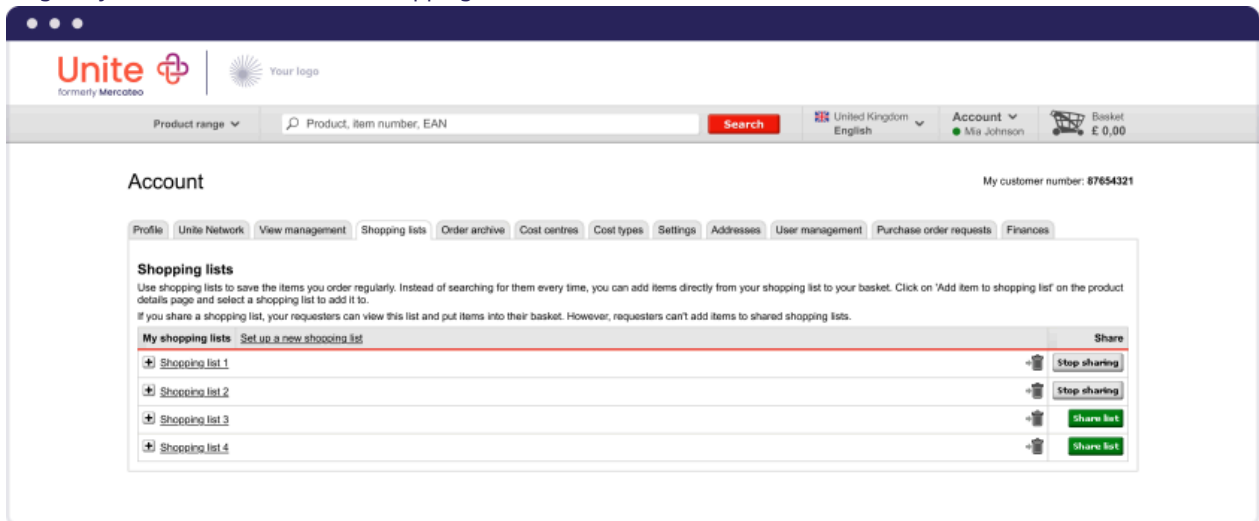 Unite
formerly Mercateo
Your logo
Product range
Product, item number, EAN
Search
United Kingdom
English
Account
Mia Johnson
Basket
£ 0,00
Account
My customer number: 87654321
Profile Unite Network View management Shopping lists Order archive Cost centres Cost types Settings Addresses User management Purchase order requests Finances
Shopping lists
Use shopping lists to save the items you order regularly. Instead of searching for them every time, you can add items directly from your shopping list to your basket. Click on 'Add item to shopping list' on the product
details page and select a shopping list to add it to.
If you share a shopping list, your requesters can view this list and put items into their basket. However, requesters can't add items to shared shopping lists.
My shopping lists Set up a new shopping list Share
Shopping list 1 Stop sharing
Shopping list 2 Stop sharing
Shopping list 3 Share list
Shopping list 4 Share list